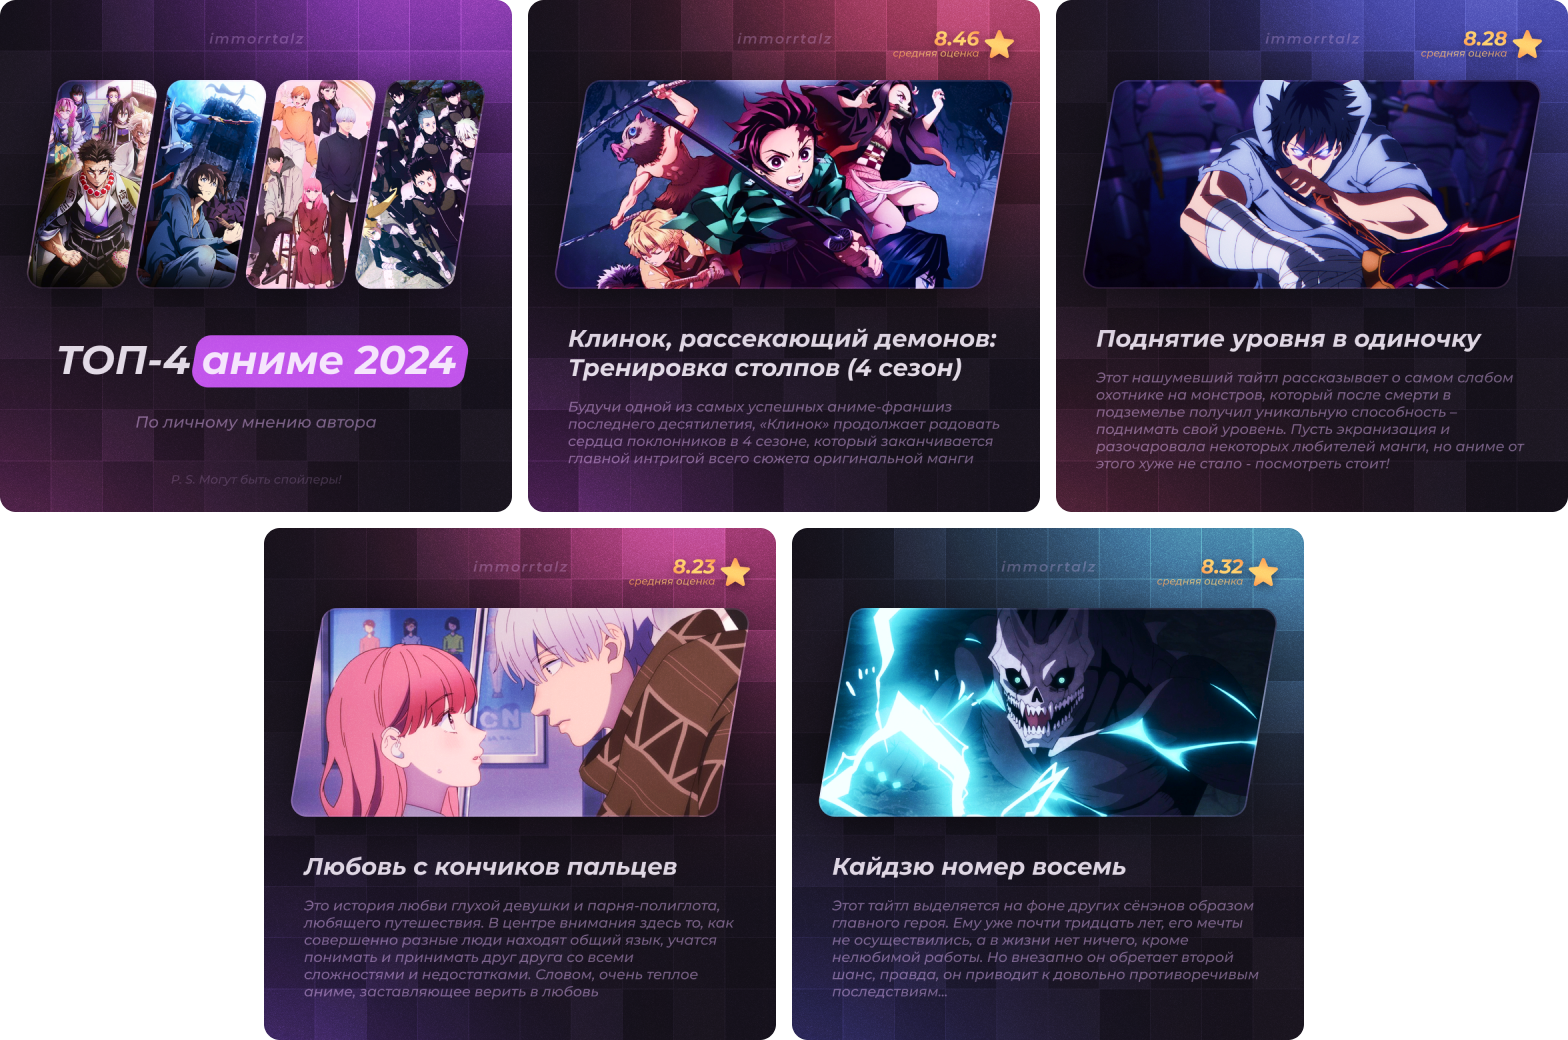 immorrtalz
ТОП-4 аниме 2024
По личному мнению автора
P. S. Могут быть спойлеры!
immorrtalz
8.46
средняя оценка
Клинок, рассекающий демонов:
Тренировка столпов (4 сезон)
Будучи одной из самых успешных аниме-франшиз
последнего десятилетия, «Клинок» продолжает радовать
сердца поклонников в 4 сезоне, который заканчивается
главной интригой всего сюжета оригинальной манги
immorrtalz
8.28
средняя оценка
Поднятие уровня в одиночку
Этот нашумевший тайтл рассказывает о самом слабом
охотнике на монстров, который после смерти в
подземелье получил уникальную способность –
поднимать свой уровень. Пусть экранизация и
разочаровала некоторых любителей манги, но аниме от
этого хуже не стало - посмотреть стоит!
immorrtalz
8.23
средняя оценка
CN
Любовь с кончиков пальцев
Это история любви глухой девушки и парня-полиглота,
любящего путешествия. В центре внимания здесь то, как
совершенно разные люди находят общий язык, учатся
понимать и принимать друг друга со всеми
сложностями и недостатками. Словом, очень теплое
аниме, заставляющее верить в любовь
immorrtalz
8.32
средняя оценка
Кайдзю номер восемь
Этот тайтл выделяется на фоне других сёнэнов образом
главного героя. Ему уже почти тридцать лет, его мечты
не осуществились, а в жизни нет ничего, кроме
нелюбимой работы. Но внезапно он обретает второй
шанс, правда, он приводит к довольно противоречивым
последствиям...